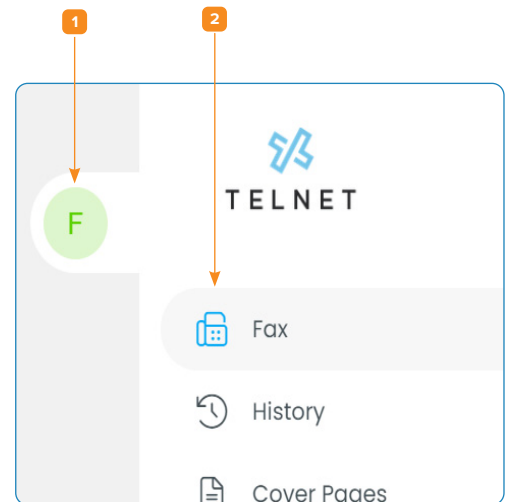 1
2
TELNET
F
Fax
History
Cover Pages